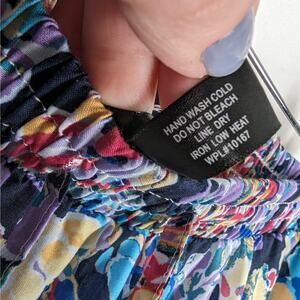 HAND WASH COLD
DO NOT BLEACH
LINE DRY
IRON LOW HEAT
WPL#10167